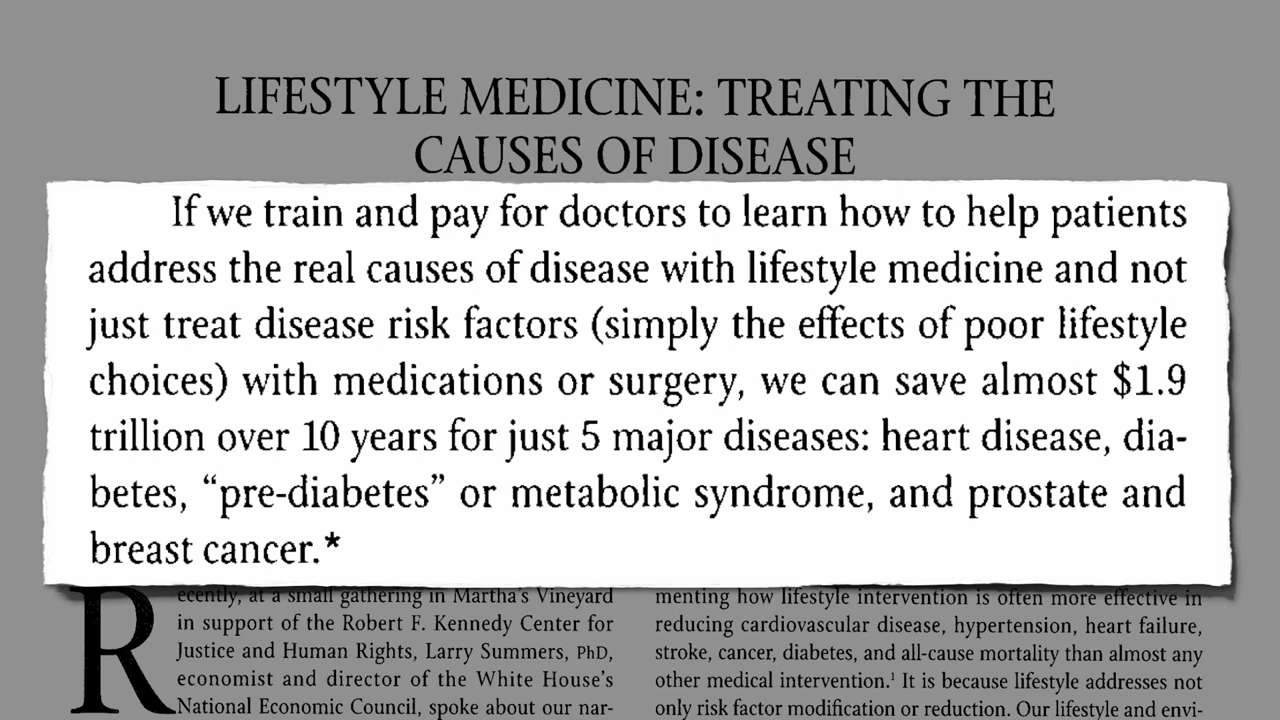 LIFESTYLE MEDICINE: TREATING THE
CAUSES OF DISEASE
If we train and pay for doctors to learn how to help patients
address the real causes of disease with lifestyle medicine and not
just treat disease risk factors (simply the effects of poor lifestyle
choices) with medications or surgery, we can save almost $1.9
trillion over 10 years for just 5 major diseases: heart disease, dia-
betes, “pre-diabetes” or metabolic syndrome, and prostate and
breast cancer.*
Recently, at a small gathering in Martha’s Vineyard
in support of the Robert F. Kennedy Center for
Justice and Human Rights, Larry Summers, PhD,
economist and director of the White House’s
National Economic Council, spoke about our nar-
menting how lifestyle intervention is often more effective in
reducing cardiovascular disease, hypertension, heart failure,
stroke, cancer, diabetes, and all-cause mortality than almost any
other medical intervention.¹ It is because lifestyle addresses not
only risk factor modification or reduction. Our lifestyle and envi-